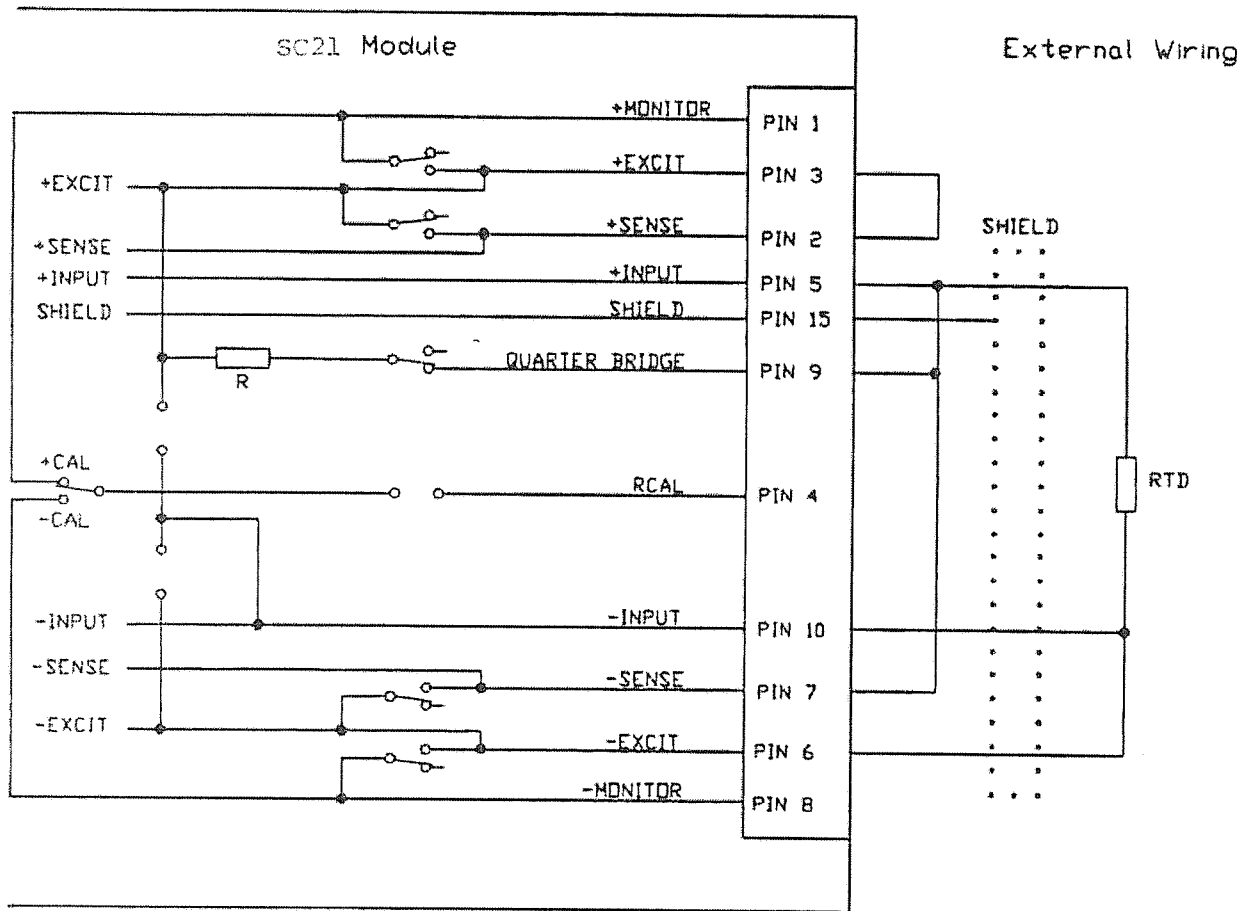 SC21 Module
External Wiring
+MONITOR
PIN 1
+EXCIT
PIN 3
+EXCIT
SHIELD
+SENSE
PIN 2
+SENSE
+INPUT
+INPUT
PIN 5
SHIELD
SHIELD
PIN 15
QUARTER BRIDGE
PIN 9
R
+CAL
RCAL
PIN 4
RTD
-CAL
-INPUT
-INPUT
PIN 10
-SENSE
-SENSE
PIN 7
-EXCIT
-EXCIT
PIN 6
-MONITOR
PIN 8